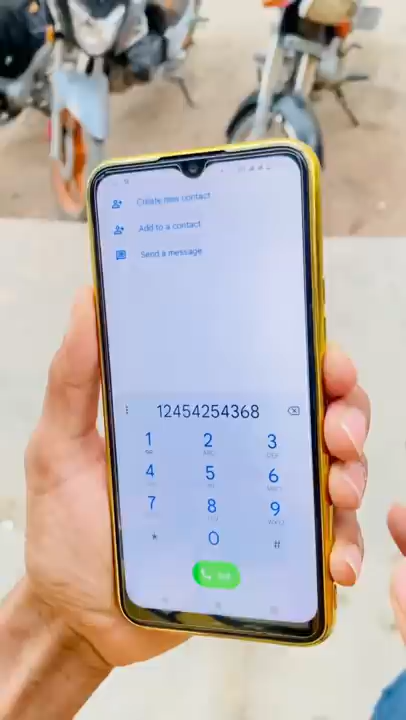 Create new contact
Add to a contact
Send a message
12454254368
1 2 3
ABC
4 5 6
7 8 9
* 0 #